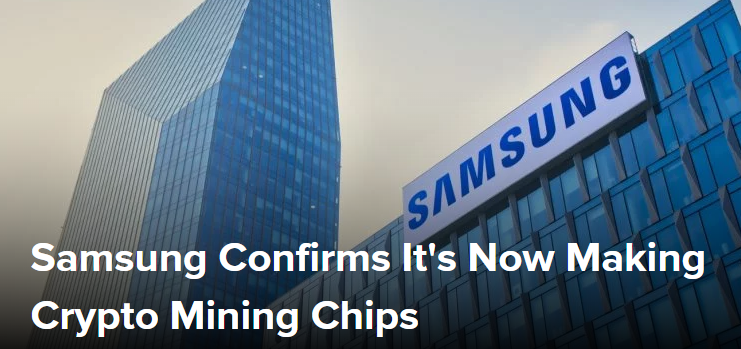 SAMSUNG
Samsung Confirms It's Now Making
Crypto Mining Chips